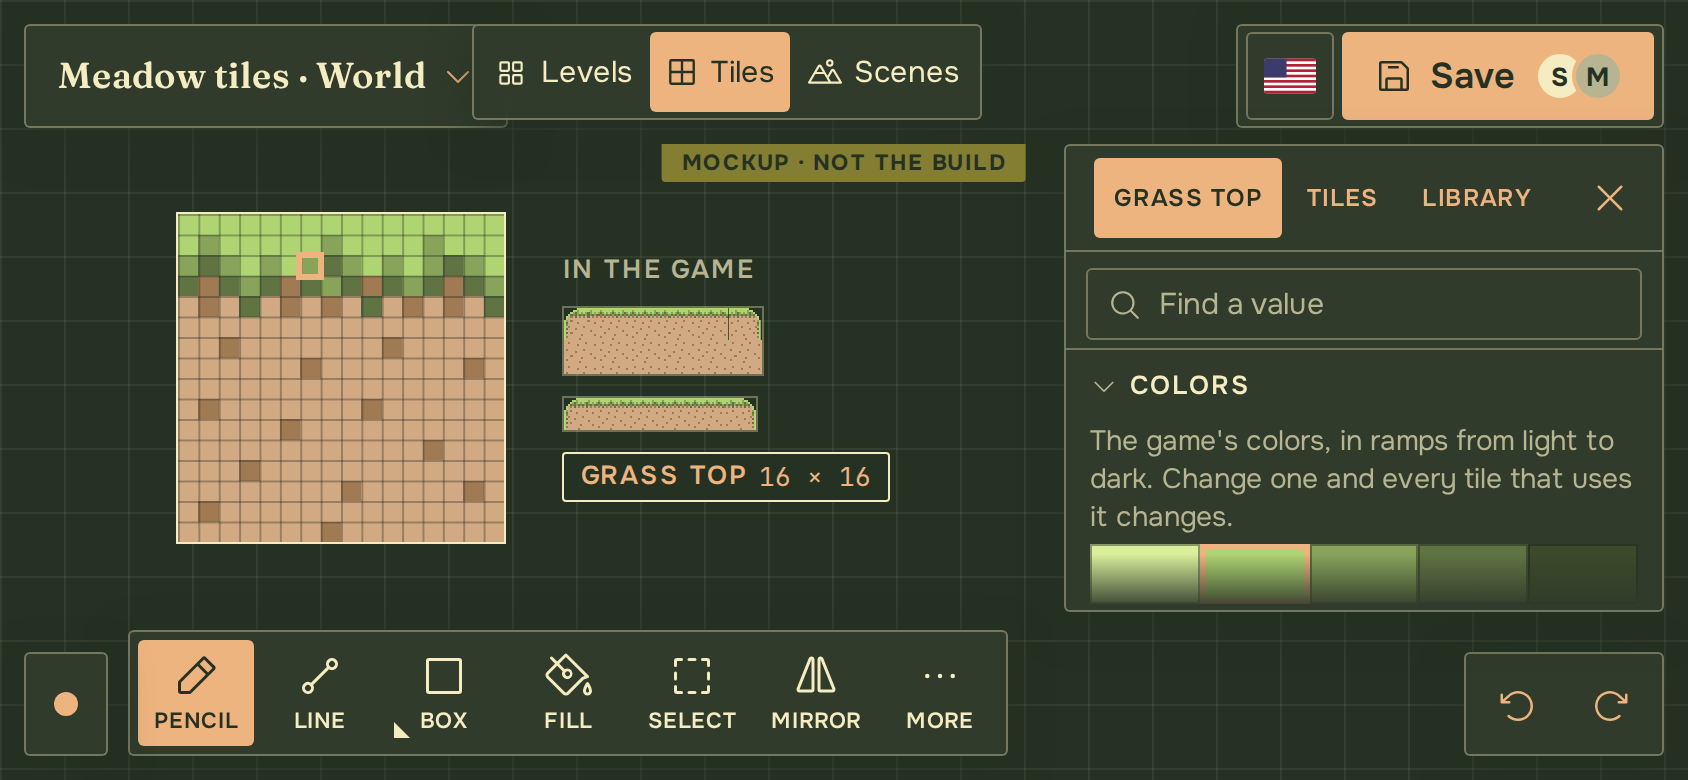 Meadow tiles · World
Levels
Tiles
Scenes
Save
S
M
MOCKUP · NOT THE BUILD
GRASS TOP
TILES
LIBRARY
Find a value
COLORS
The game's colors, in ramps from light to
dark. Change one and every tile that uses
it changes.
IN THE GAME
GRASS TOP 16 × 16
PENCIL
LINE
BOX
FILL
SELECT
MIRROR
MORE